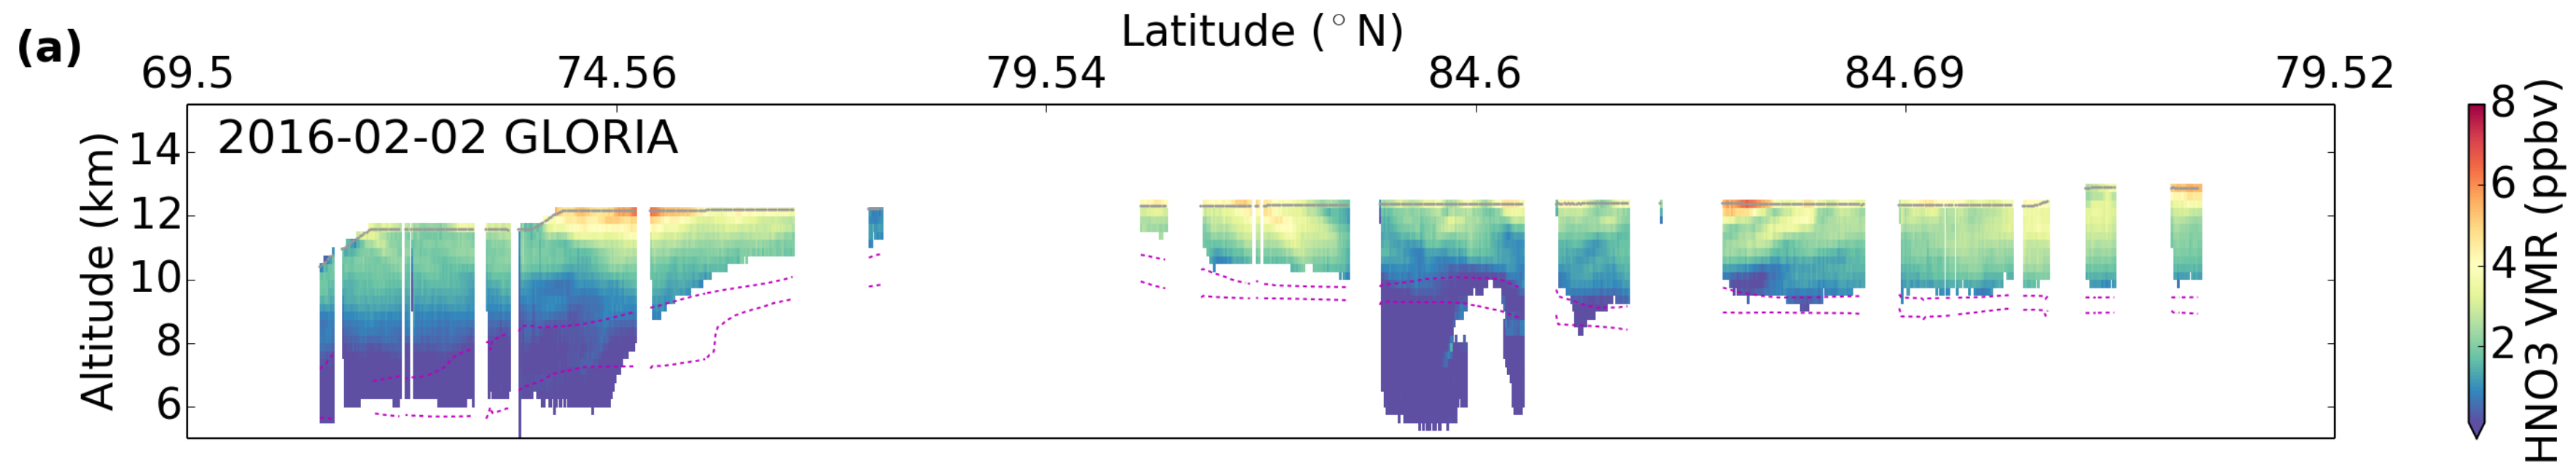 (a)
Latitude (°N)
69.5 74.56 79.54 84.6 84.69 79.52
2016-02-02 GLORIA
Altitude (km)
14
12
10
8
6
HNO3 VMR (ppbv)
8
6
4
2